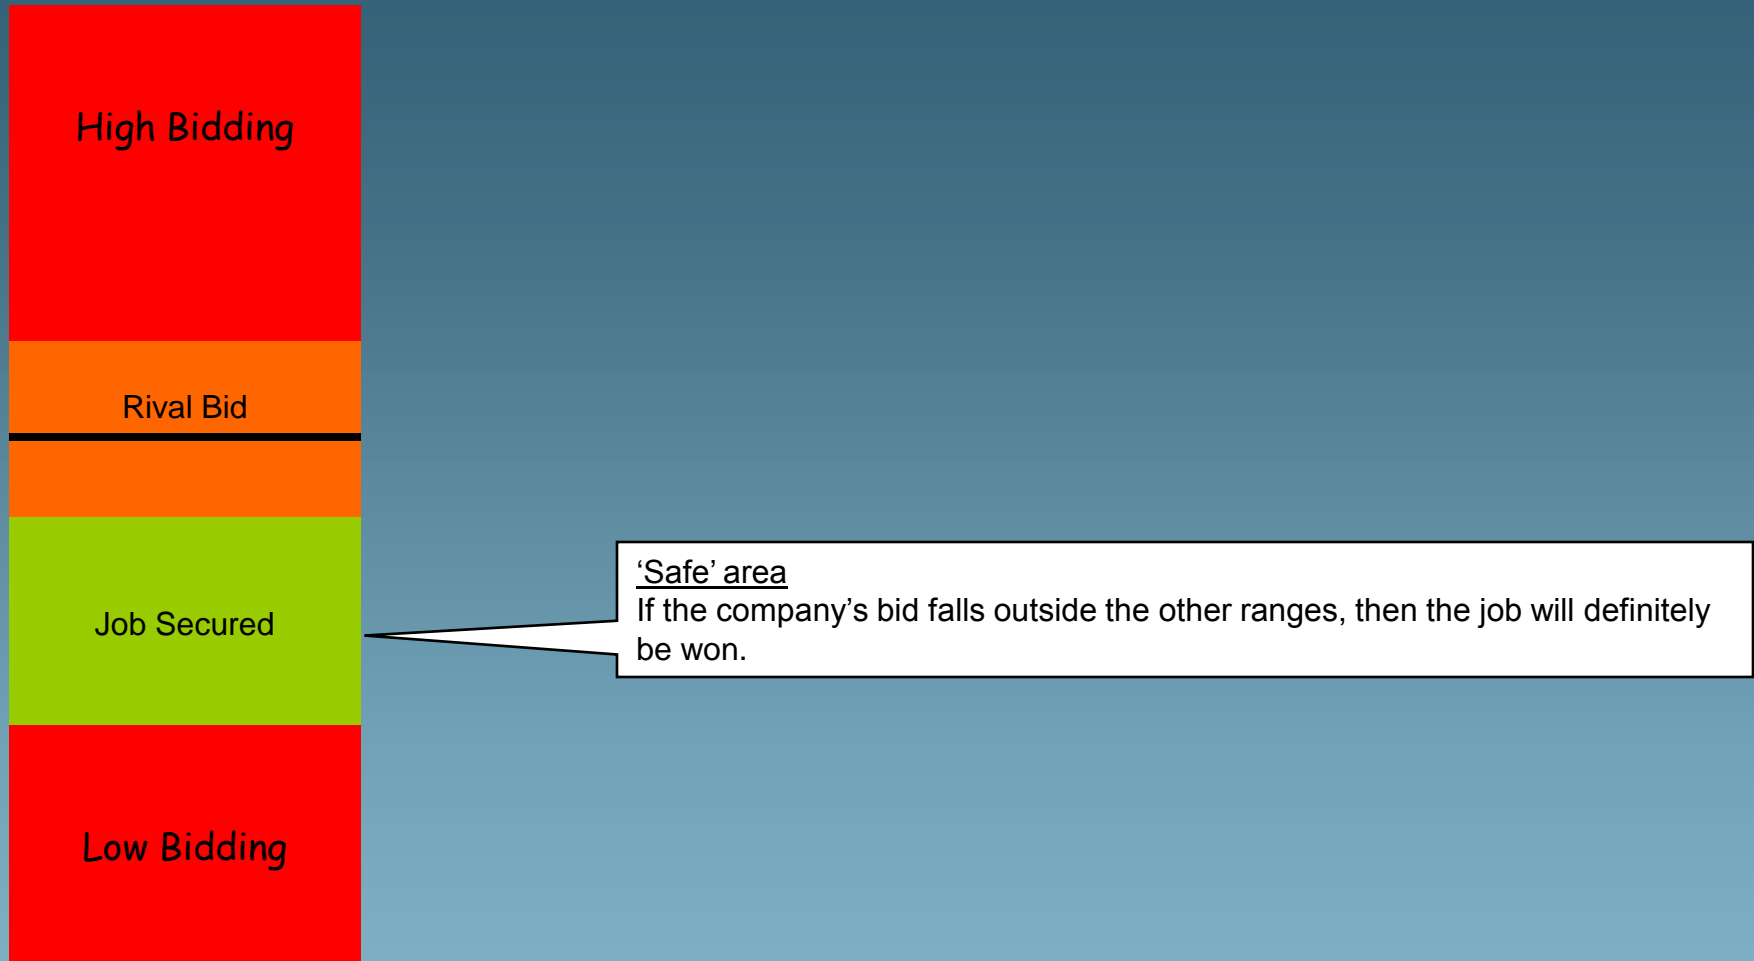 High Bidding
Rival Bid
‘Safe’ area
If the company’s bid falls outside the other ranges, then the job will definitely
be won.
Job Secured
Low Bidding